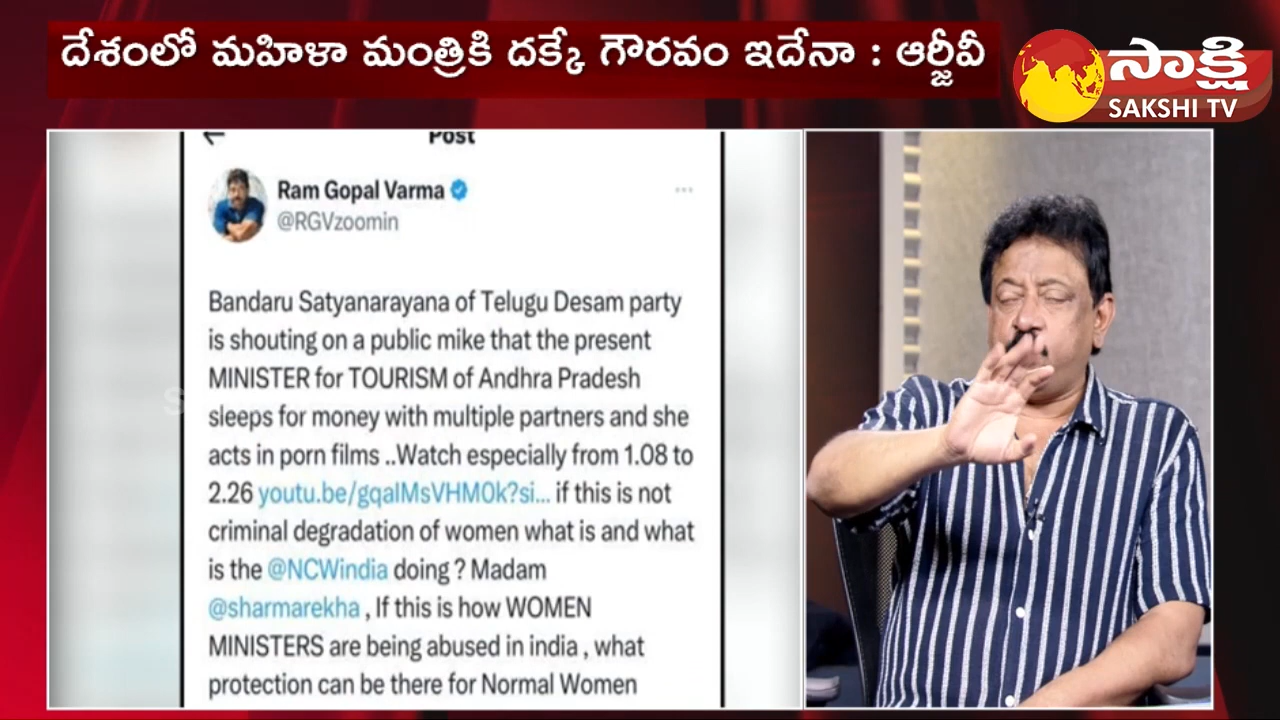 దేశంలో మహిళా మంత్రికి దక్కే గౌరవం ఇదేనా : ఆర్జీవీ
సాక్షి
SAKSHI TV
Post
Ram Gopal Varma
@RGVzoomin
Bandaru Satyanarayana of Telugu Desam party
is shouting on a public mike that the present
MINISTER for TOURISM of Andhra Pradesh
sleeps for money with multiple partners and she
acts in porn films ..Watch especially from 1.08 to
2.26 youtu.be/gqalMsVHM0k?si... if this is not
criminal degradation of women what is and what
is the @NCWindia doing ? Madam
@sharmarekha , If this is how WOMEN
MINISTERS are being abused in india , what
protection can be there for Normal Women